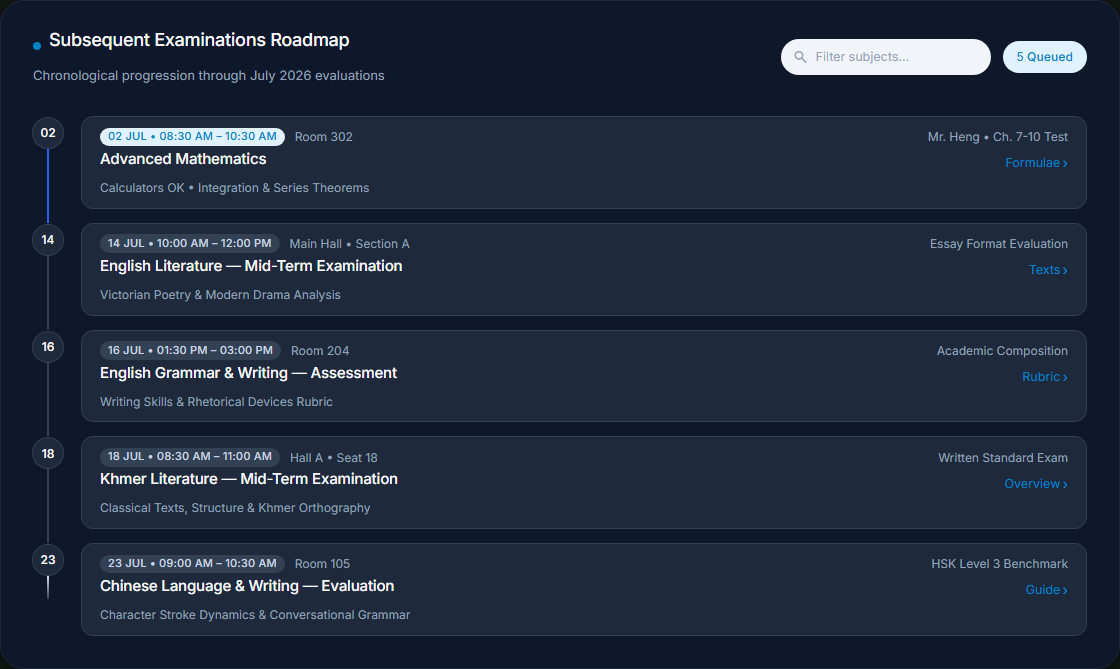 Subsequent Examinations Roadmap
Chronological progression through July 2026 evaluations
Filter subjects...
5 Queued
02
02 JUL • 08:30 AM – 10:30 AM Room 302 Mr. Heng • Ch. 7-10 Test
Advanced Mathematics
Formulae ›
Calculators OK • Integration & Series Theorems
14
14 JUL • 10:00 AM – 12:00 PM Main Hall • Section A Essay Format Evaluation
English Literature — Mid-Term Examination
Texts ›
Victorian Poetry & Modern Drama Analysis
16
16 JUL • 01:30 PM – 03:00 PM Room 204 Academic Composition
English Grammar & Writing — Assessment
Rubric ›
Writing Skills & Rhetorical Devices Rubric
18
18 JUL • 08:30 AM – 11:00 AM Hall A • Seat 18 Written Standard Exam
Khmer Literature — Mid-Term Examination
Overview ›
Classical Texts, Structure & Khmer Orthography
23
23 JUL • 09:00 AM – 10:30 AM Room 105 HSK Level 3 Benchmark
Chinese Language & Writing — Evaluation
Guide ›
Character Stroke Dynamics & Conversational Grammar